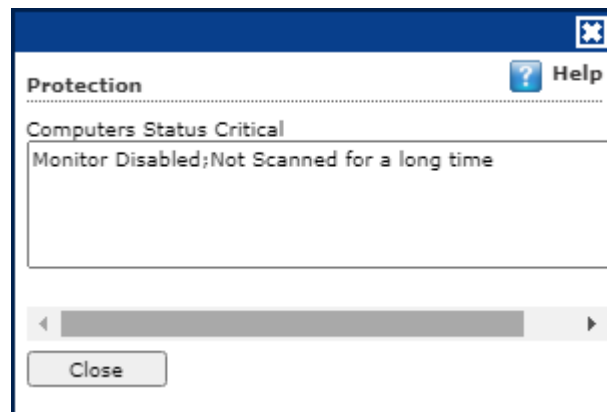 Help
Protection
Computers Status Critical
Monitor Disabled;Not Scanned for a long time
Close